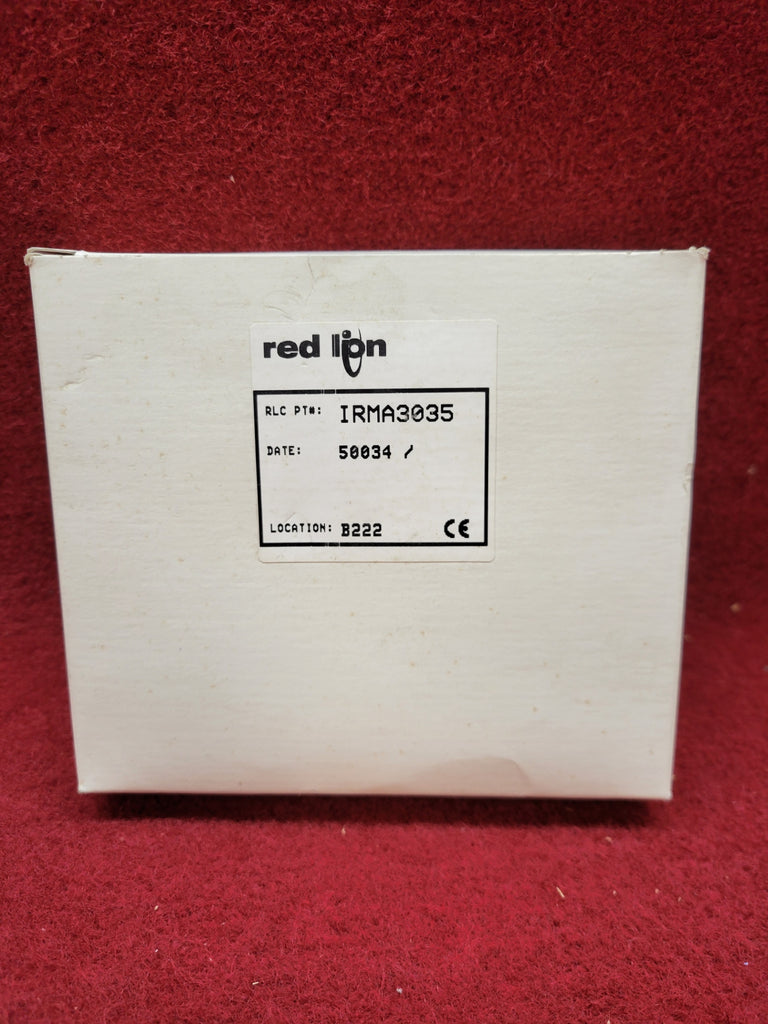 red lion
RLC PT#: IRMA3035
DATE: 50034 /
LOCATION: B222 CE